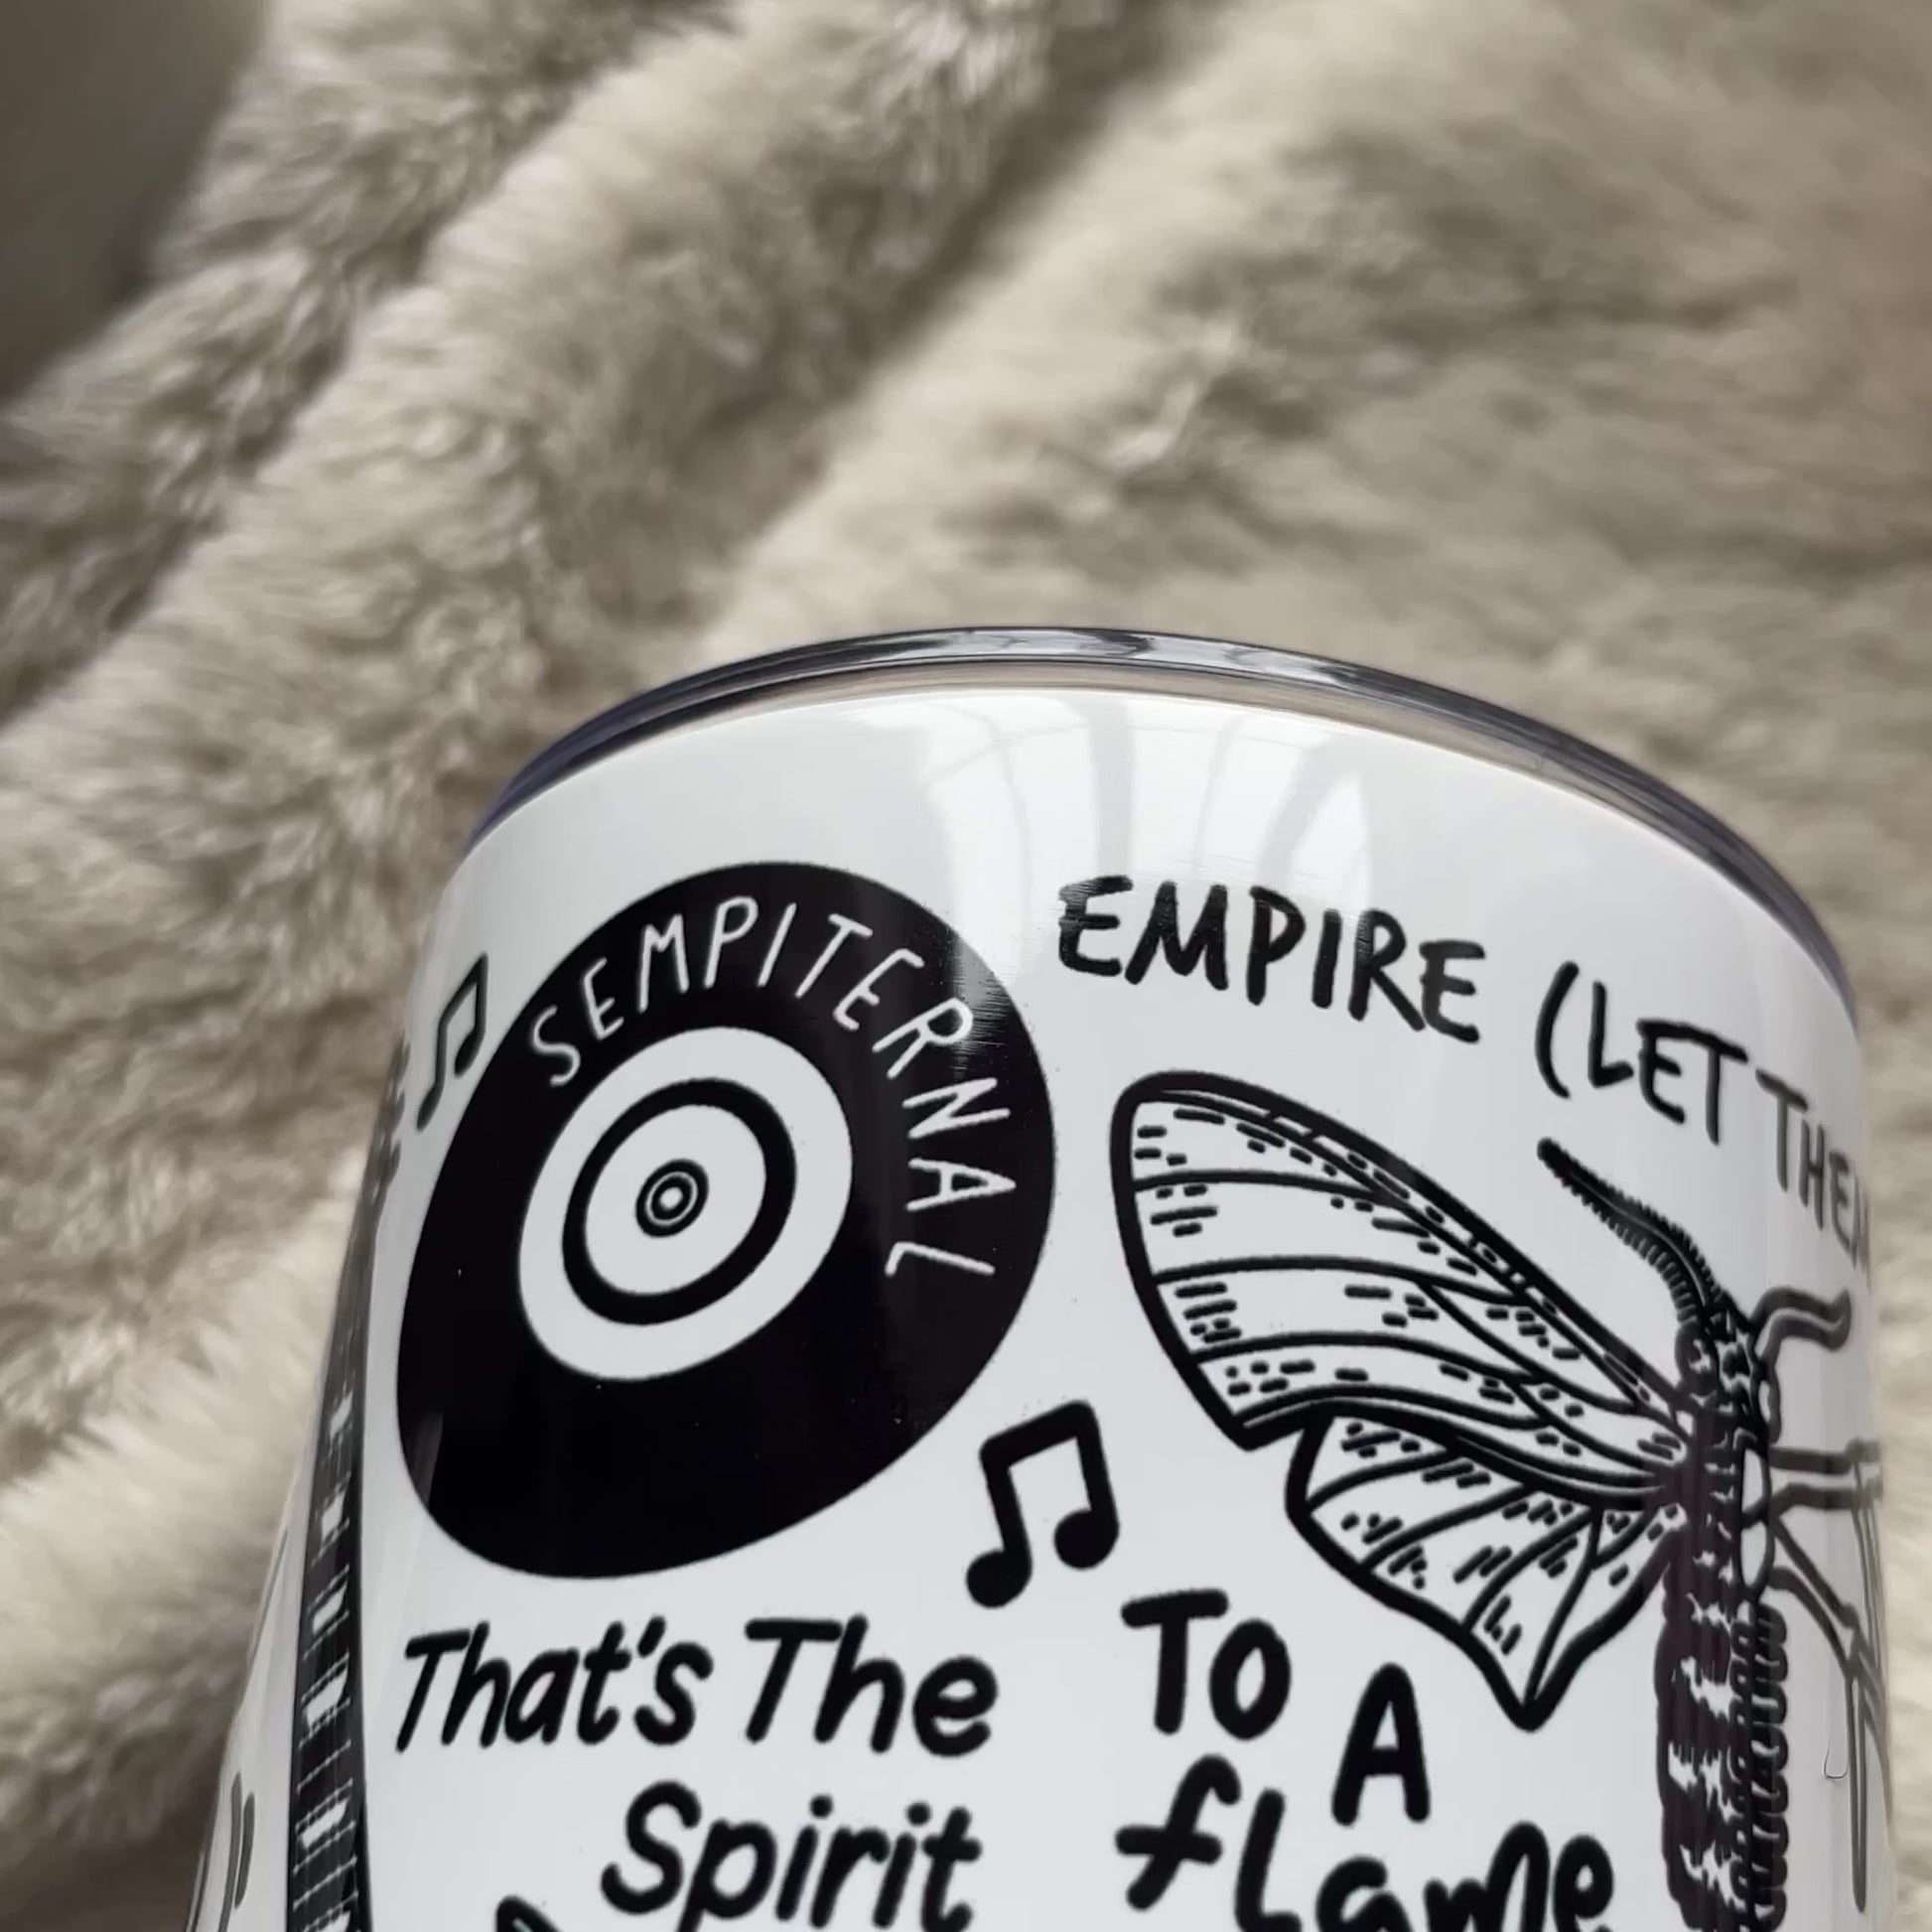 SEMPITERNAL
EMPIRE (LET THEM
That's The
Spirit
TO A
fLame